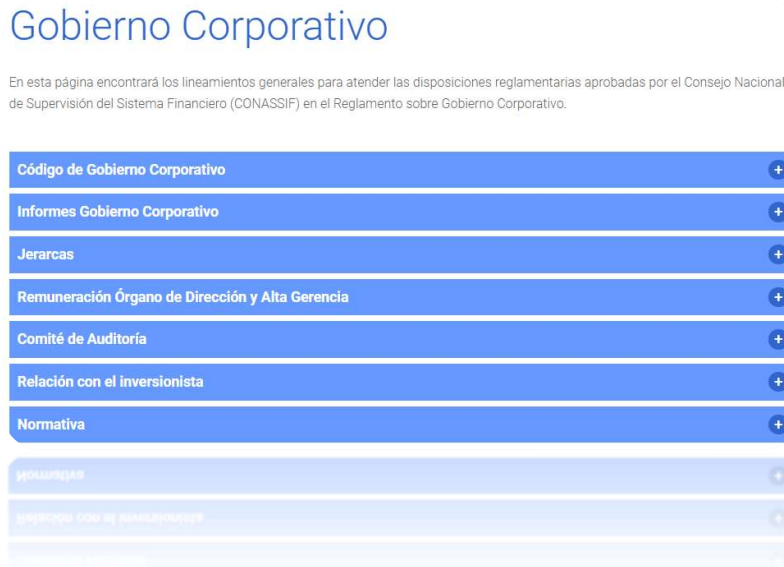 Gobierno Corporativo
En esta página encontrará los lineamientos generales para atender las disposiciones reglamentarias aprobadas por el Consejo Nacional
de Supervisión del Sistema Financiero (CONASSIF) en el Reglamento sobre Gobierno Corporativo.
Código de Gobierno Corporativo
Informes Gobierno Corporativo
Jerarcas
Remuneración Órgano de Dirección y Alta Gerencia
Comité de Auditoría
Relación con el inversionista
Normativa